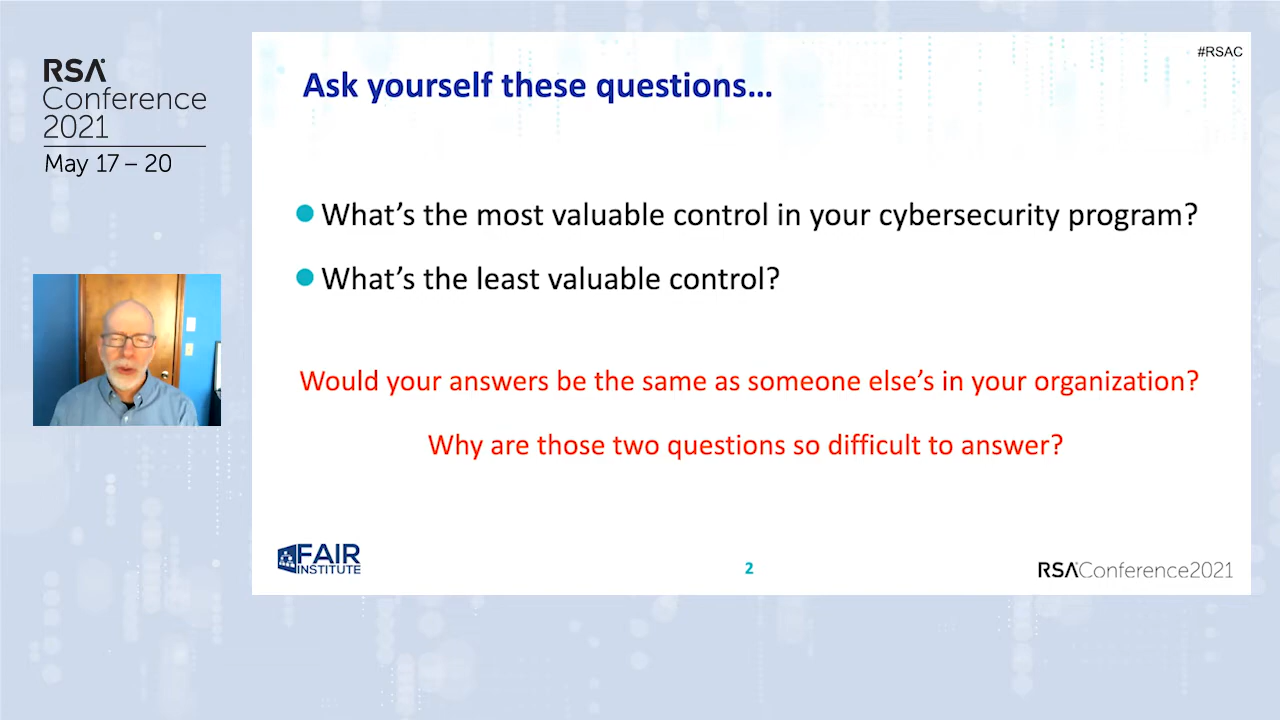 RSA
Conference
2021
May 17 – 20
#RSAC
Ask yourself these questions…
What’s the most valuable control in your cybersecurity program?
What’s the least valuable control?
Would your answers be the same as someone else’s in your organization?
Why are those two questions so difficult to answer?
FAIR
INSTITUTE
2
RSAConference2021